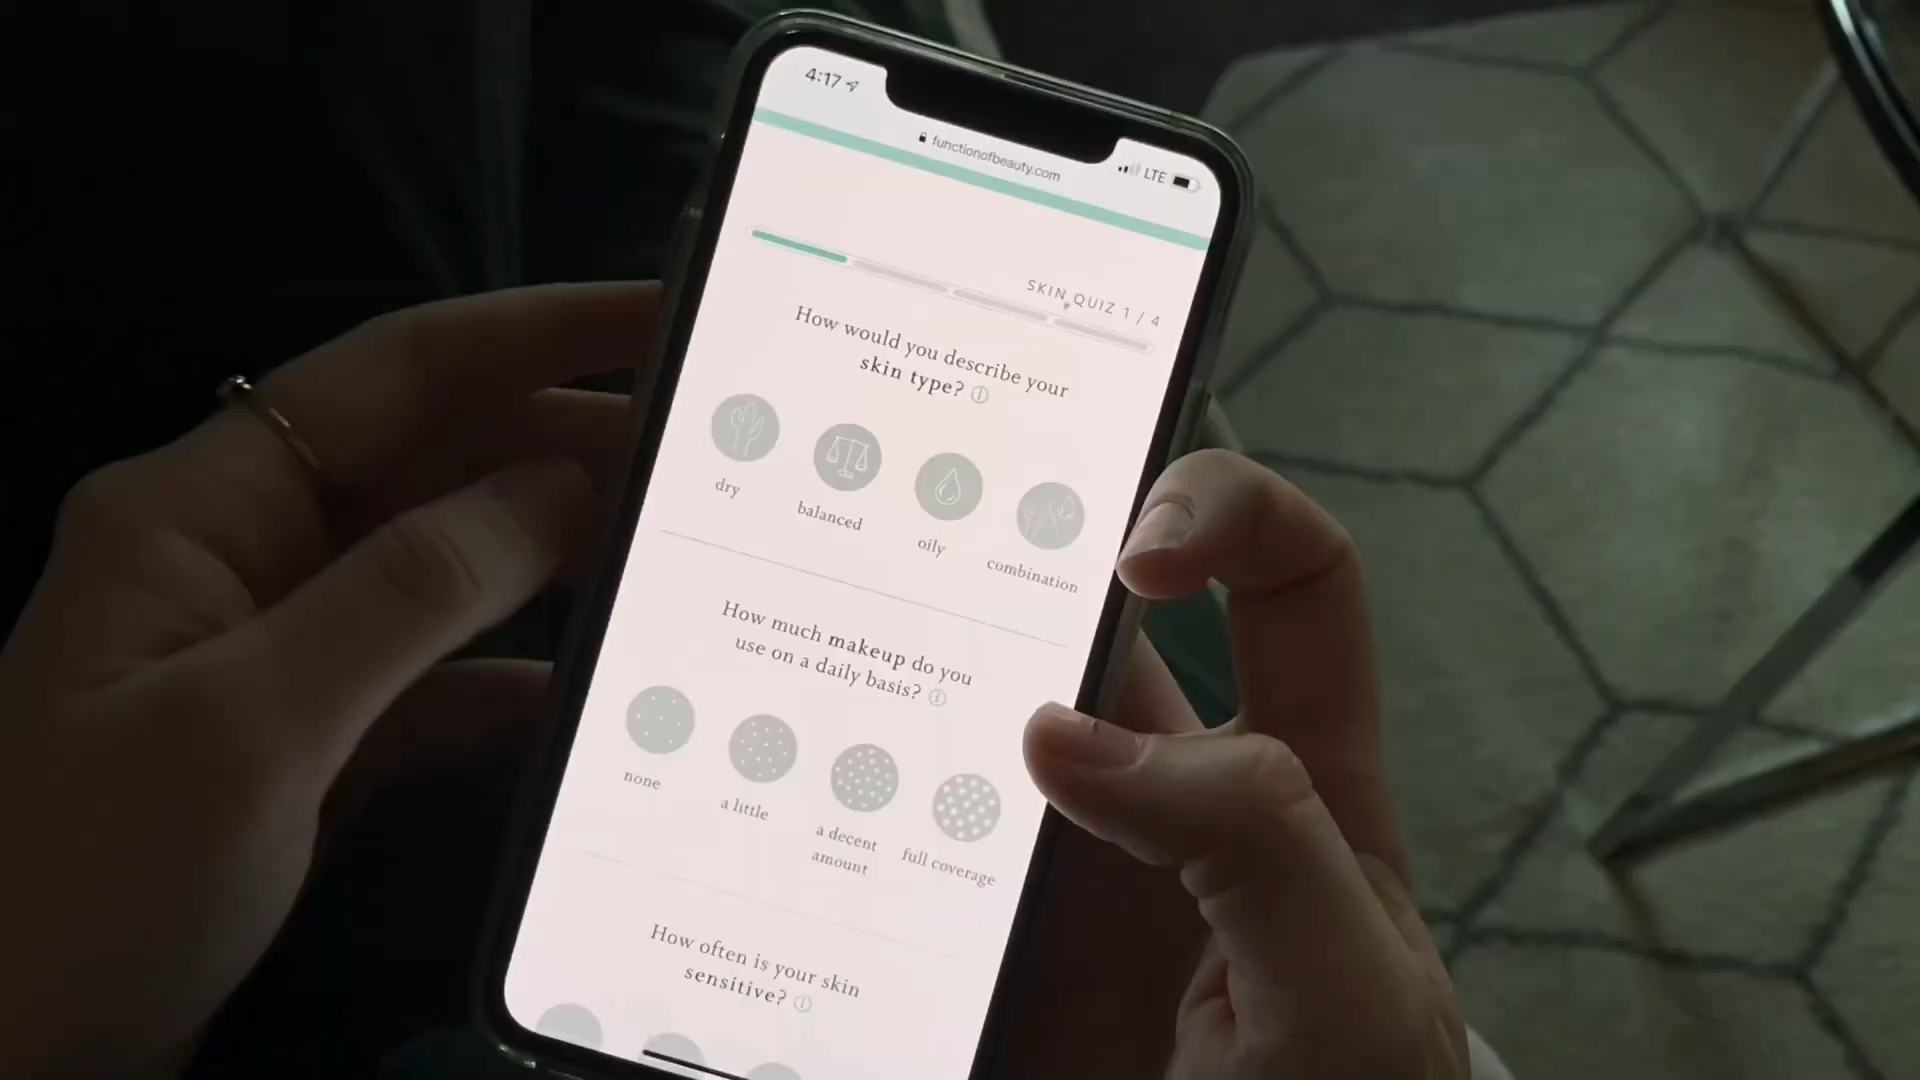 4:17
functionofbeauty.com
LTE
SKIN QUIZ 1 / 4
How would you describe your
skin type?
dry
balanced
oily
combination
How much makeup do you
use on a daily basis?
none
a little
a decent
amount
full coverage
How often is your skin
sensitive?